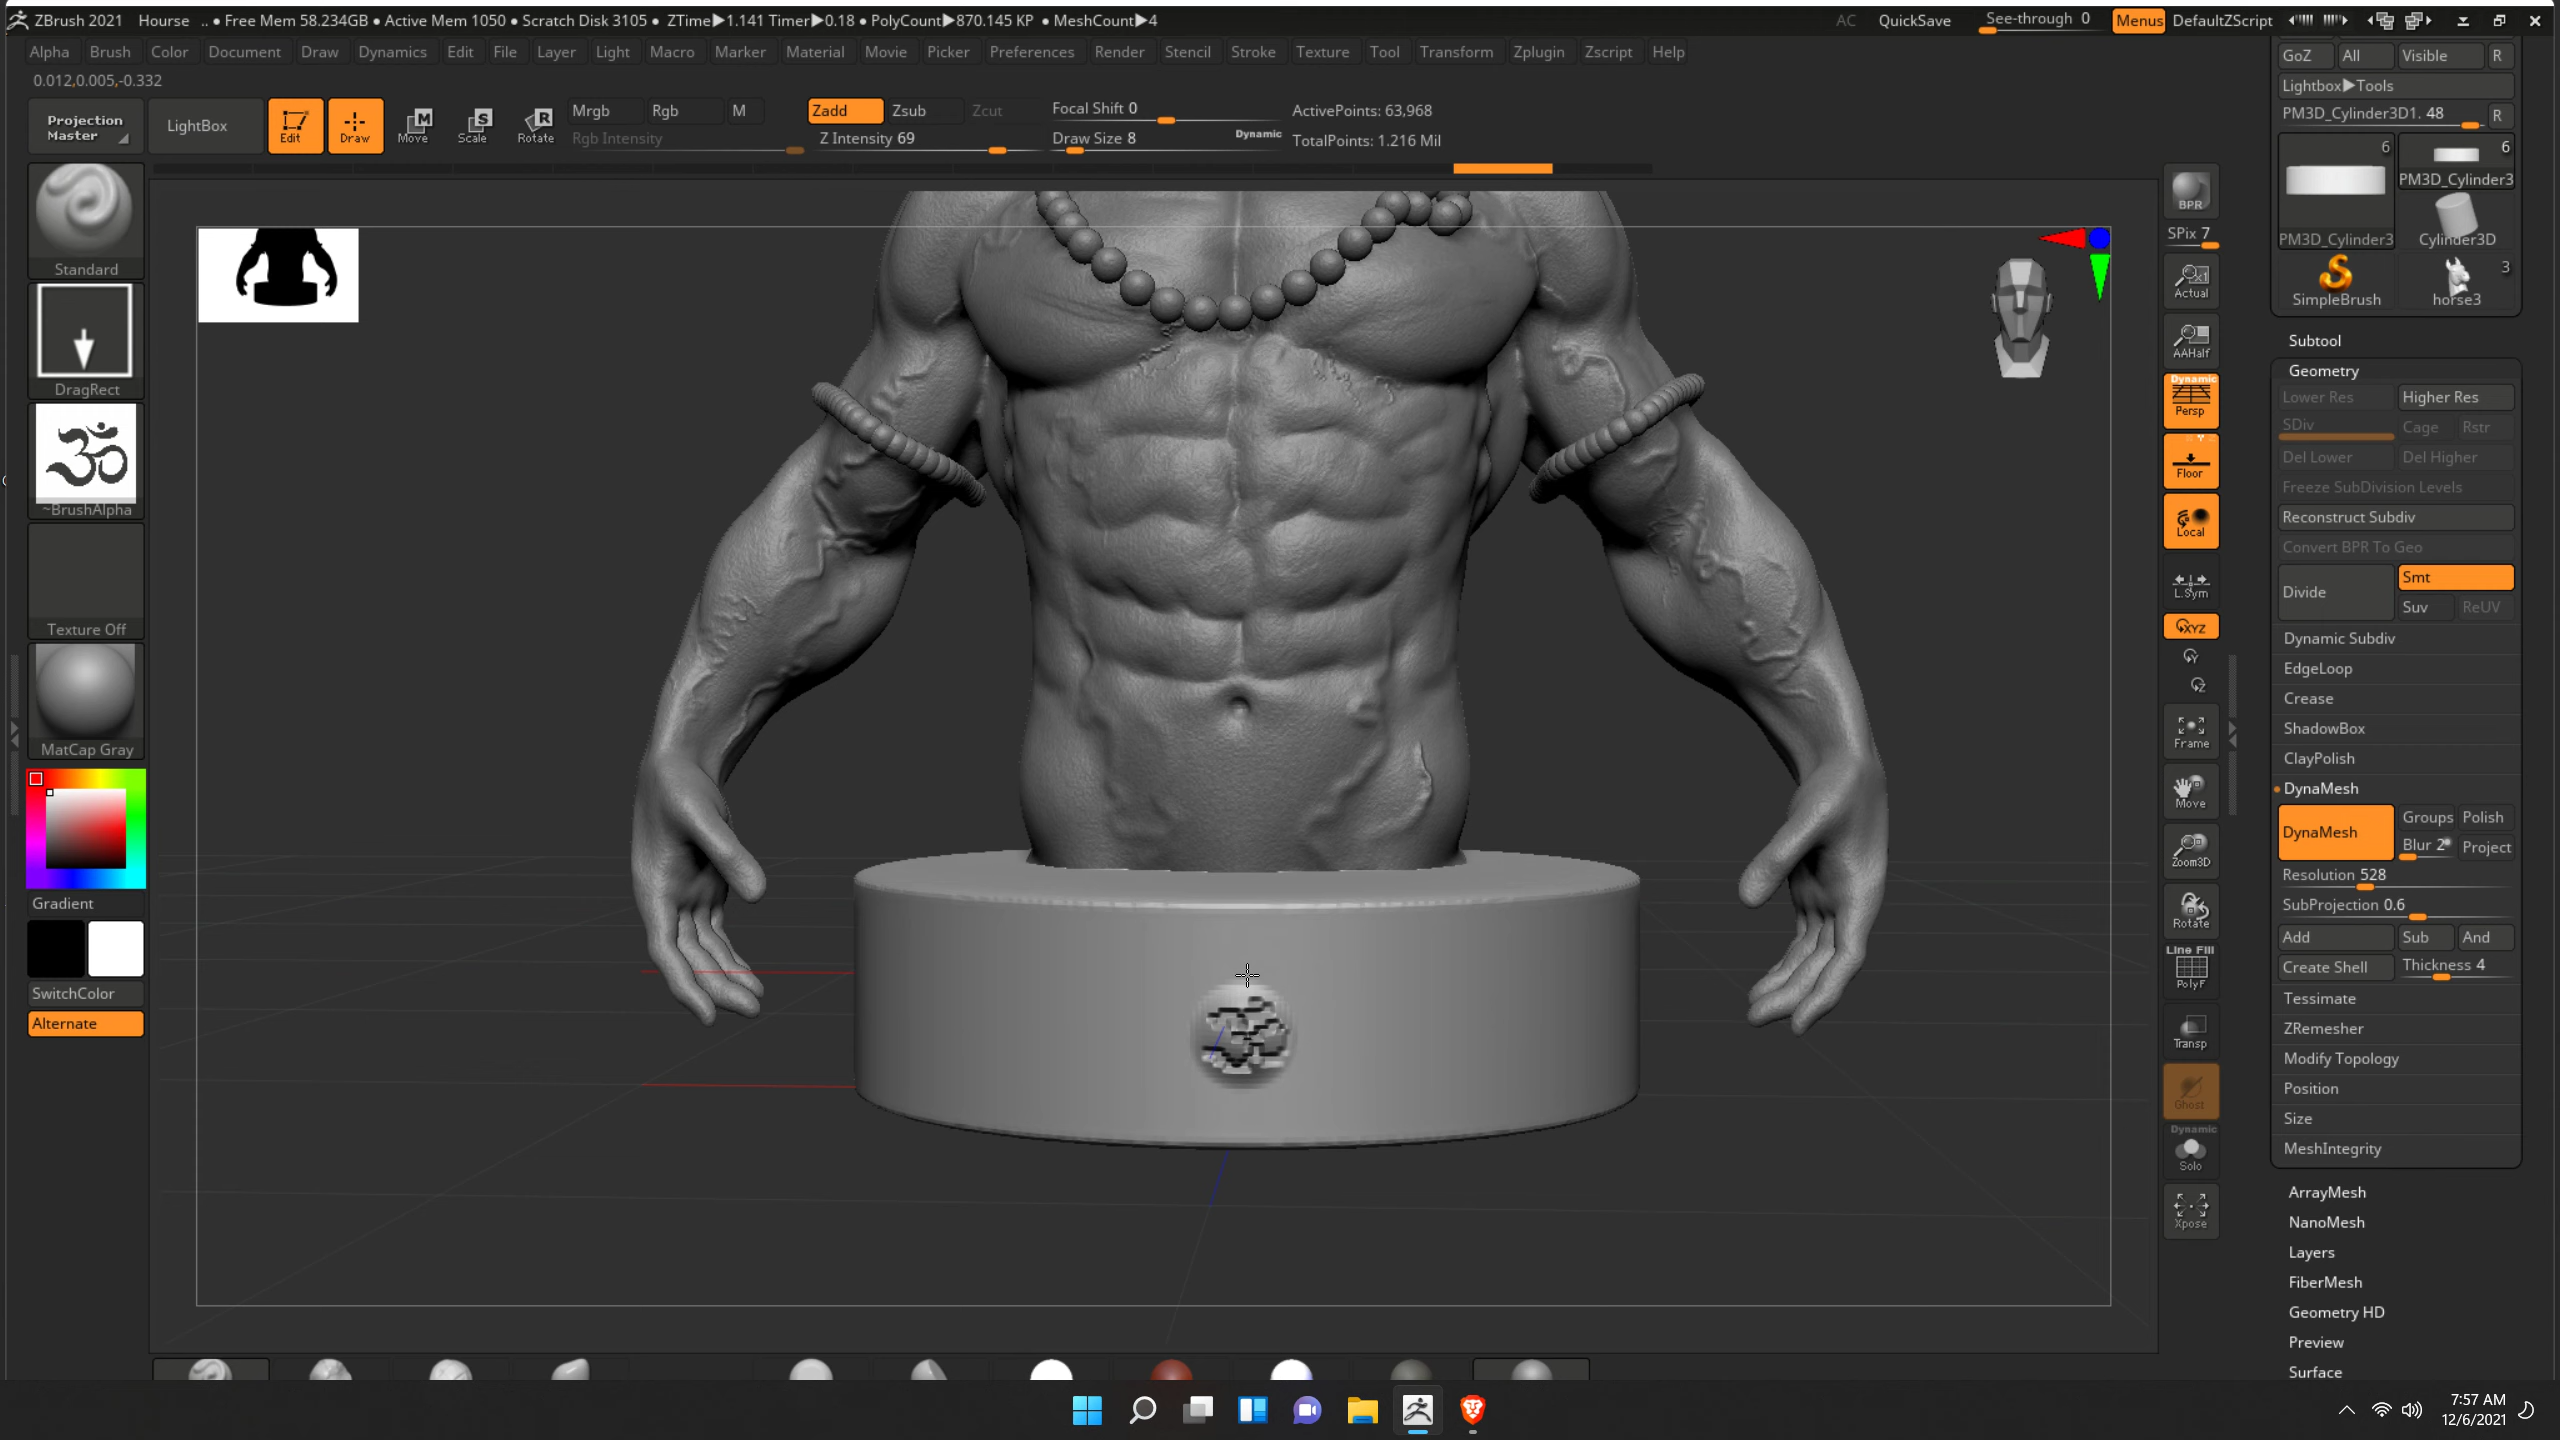 ZBrush 2021 Hourse .. • Free Mem 58.234GB • Active Mem 1050 • Scratch Disk 3105 • ZTime▶1.141 Timer▶0.18 • PolyCount▶870.145 KP • MeshCount▶4 AC QuickSave See-through 0 Menus DefaultZScript
Alpha Brush Color Document Draw Dynamics Edit File Layer Light Macro Marker Material Movie Picker Preferences Render Stencil Stroke Texture Tool Transform Zplugin Zscript Help
0.012,0.005,-0.332
Projection Master
LightBox
Edit
Draw
Move
Scale
Rotate
Mrgb Rgb M
Rgb Intensity
Zadd Zsub Zcut
Z Intensity 69
Focal Shift 0
Draw Size 8
Dynamic
ActivePoints: 63,968
TotalPoints: 1.216 Mil
Standard
DragRect
ॐ
~BrushAlpha
Texture Off
MatCap Gray
Gradient
SwitchColor
Alternate
BPR
SPix 7
Actual
AAHalf
Dynamic
Persp
Floor
Local
L.Sym
XYZ
Y
Z
Frame
Move
Zoom3D
Rotate
Line Fill
PolyF
Transp
Ghost
Dynamic
Solo
Xpose
GoZ All Visible R
Lightbox▶Tools
PM3D_Cylinder3D1. 48 R
6
6
PM3D_Cylinder3
PM3D_Cylinder3
Cylinder3D
SimpleBrush
3
horse3
Subtool
Geometry
Lower Res Higher Res
SDiv Cage Rstr
Del Lower Del Higher
Freeze SubDivision Levels
Reconstruct Subdiv
Convert BPR To Geo
Divide Smt
Suv ReUV
Dynamic Subdiv
EdgeLoop
Crease
ShadowBox
ClayPolish
DynaMesh
DynaMesh Groups Polish
Blur 2 Project
Resolution 528
SubProjection 0.6
Add Sub And
Create Shell Thickness 4
Tessimate
ZRemesher
Modify Topology
Position
Size
MeshIntegrity
ArrayMesh
NanoMesh
Layers
FiberMesh
Geometry HD
Preview
Surface
7:57 AM
12/6/2021